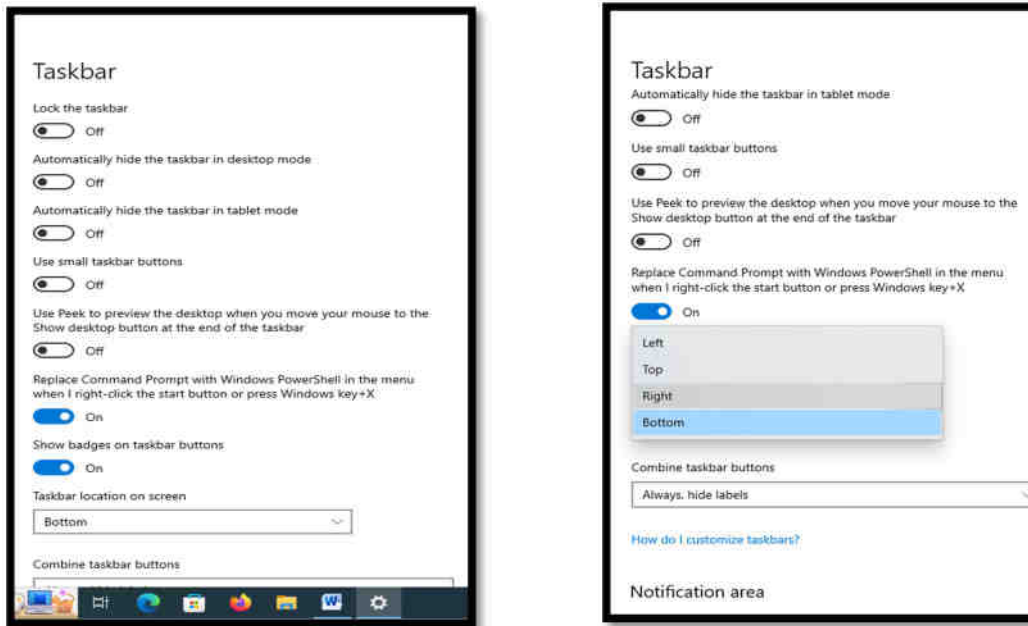 Taskbar
Lock the taskbar
Off
Automatically hide the taskbar in desktop mode
Off
Automatically hide the taskbar in tablet mode
Off
Use small taskbar buttons
Off
Use Peek to preview the desktop when you move your mouse to the
Show desktop button at the end of the taskbar
Off
Replace Command Prompt with Windows PowerShell in the menu
when I right-click the start button or press Windows key+X
On
Show badges on taskbar buttons
On
Taskbar location on screen
Bottom
Combine taskbar buttons
W
Taskbar
Automatically hide the taskbar in tablet mode
Off
Use small taskbar buttons
Off
Use Peek to preview the desktop when you move your mouse to the
Show desktop button at the end of the taskbar
Off
Replace Command Prompt with Windows PowerShell in the menu
when I right-click the start button or press Windows key+X
On
Left
Top
Right
Bottom
Combine taskbar buttons
Always, hide labels
How do I customize taskbars?
Notification area